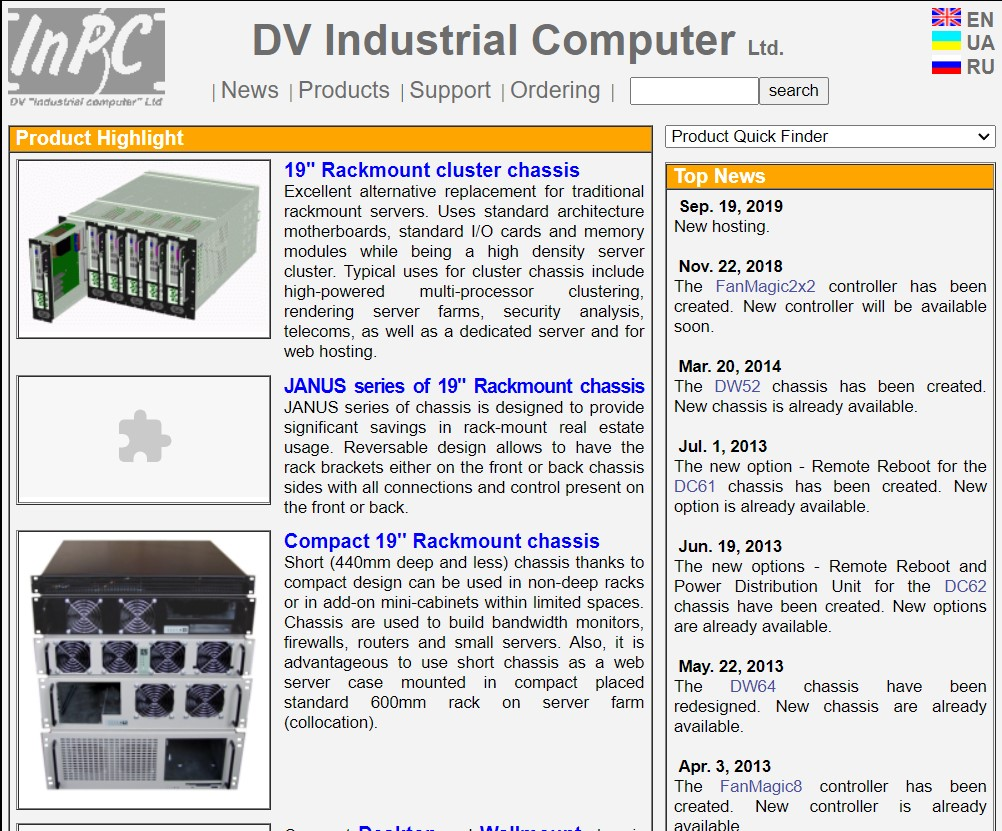 InPC
DV "Industrial computer" Ltd
DV Industrial Computer Ltd.
EN
UA
RU
| News | Products | Support | Ordering |
search
Product Highlight
19" Rackmount cluster chassis
Excellent alternative replacement for traditional
rackmount servers. Uses standard architecture
motherboards, standard I/O cards and memory
modules while being a high density server
cluster. Typical uses for cluster chassis include
high-powered multi-processor clustering,
rendering server farms, security analysis,
telecoms, as well as a dedicated server and for
web hosting.
JANUS series of 19" Rackmount chassis
JANUS series of chassis is designed to provide
significant savings in rack-mount real estate
usage. Reversable design allows to have the
rack brackets either on the front or back chassis
sides with all connections and control present on
the front or back.
Compact 19" Rackmount chassis
Short (440mm deep and less) chassis thanks to
compact design can be used in non-deep racks
or in add-on mini-cabinets within limited spaces.
Chassis are used to build bandwidth monitors,
firewalls, routers and small servers. Also, it is
advantageous to use short chassis as a web
server case mounted in compact placed
standard 600mm rack on server farm
(collocation).
Product Quick Finder
Top News
Sep. 19, 2019
New hosting.
Nov. 22, 2018
The FanMagic2x2 controller has been
created. New controller will be available
soon.
Mar. 20, 2014
The DW52 chassis has been created.
New chassis is already available.
Jul. 1, 2013
The new option - Remote Reboot for the
DC61 chassis has been created. New
option is already available.
Jun. 19, 2013
The new options - Remote Reboot and
Power Distribution Unit for the DC62
chassis have been created. New options
are already available.
May. 22, 2013
The DW64 chassis have been
redesigned. New chassis are already
available.
Apr. 3, 2013
The FanMagic8 controller has been
created. New controller is already
available